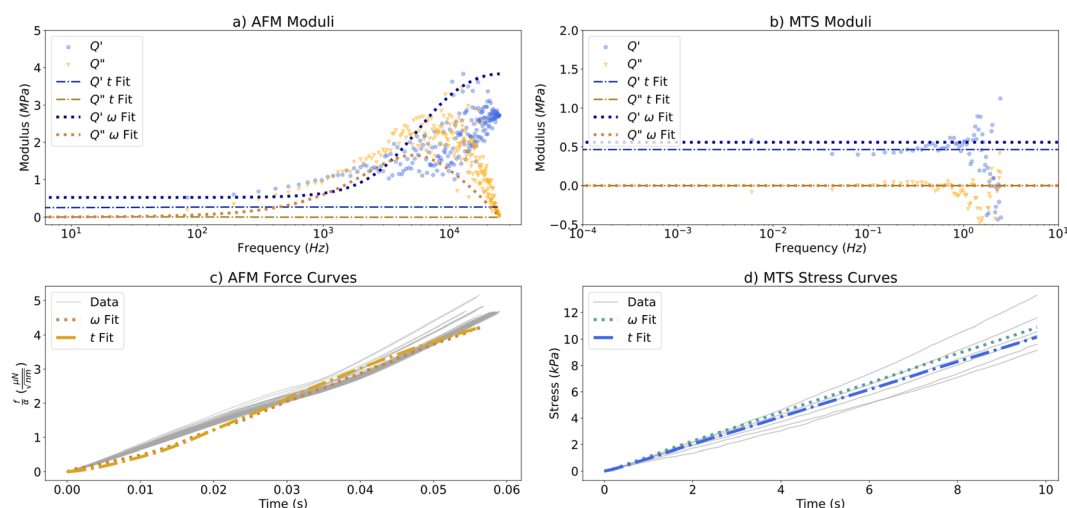 a) AFM Moduli
Modulus (MPa)
5
4
3
2
1
0
Q'
Q"
Q' t Fit
Q" t Fit
Q' ω Fit
Q" ω Fit
10¹ 10² 10³ 10⁴
Frequency (Hz)
b) MTS Moduli
Modulus (MPa)
2.0
1.5
1.0
0.5
0.0
−0.5
Q'
Q"
Q' t Fit
Q" t Fit
Q' ω Fit
Q" ω Fit
10⁻⁴ 10⁻³ 10⁻² 10⁻¹ 10⁰ 10¹
Frequency (Hz)
c) AFM Force Curves
f/α (μN/√nm)
5
4
3
2
1
0
Data
ω Fit
t Fit
0.00 0.01 0.02 0.03 0.04 0.05 0.06
Time (s)
d) MTS Stress Curves
Stress (kPa)
12
10
8
6
4
2
0
Data
ω Fit
t Fit
0 2 4 6 8 10
Time (s)